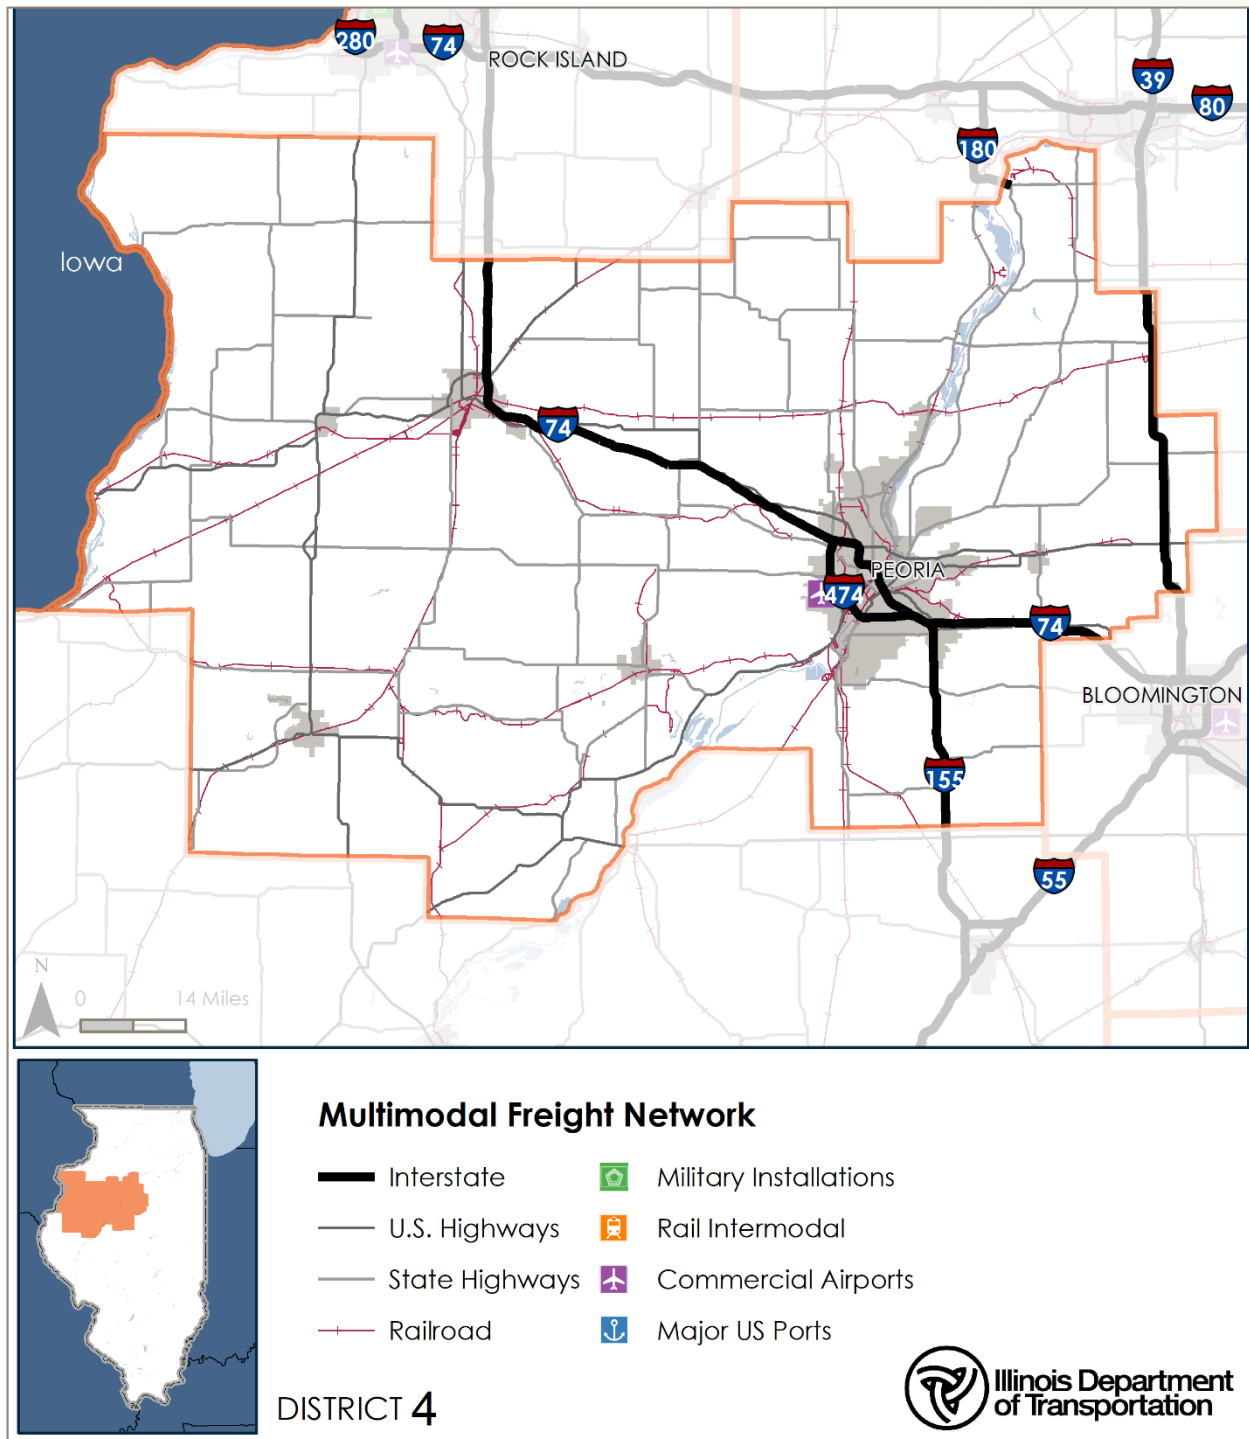 280
74
ROCK ISLAND
39
80
180
Iowa
74
PEORIA
474
74
BLOOMINGTON
155
55
N
0 14 Miles
Multimodal Freight Network
Interstate
Military Installations
U.S. Highways
Rail Intermodal
State Highways
Commercial Airports
Railroad
Major US Ports
DISTRICT 4
Illinois Department
of Transportation